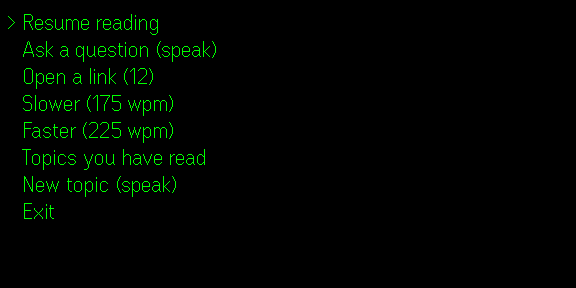 > Resume reading
Ask a question (speak)
Open a link (12)
Slower (175 wpm)
Faster (225 wpm)
Topics you have read
New topic (speak)
Exit